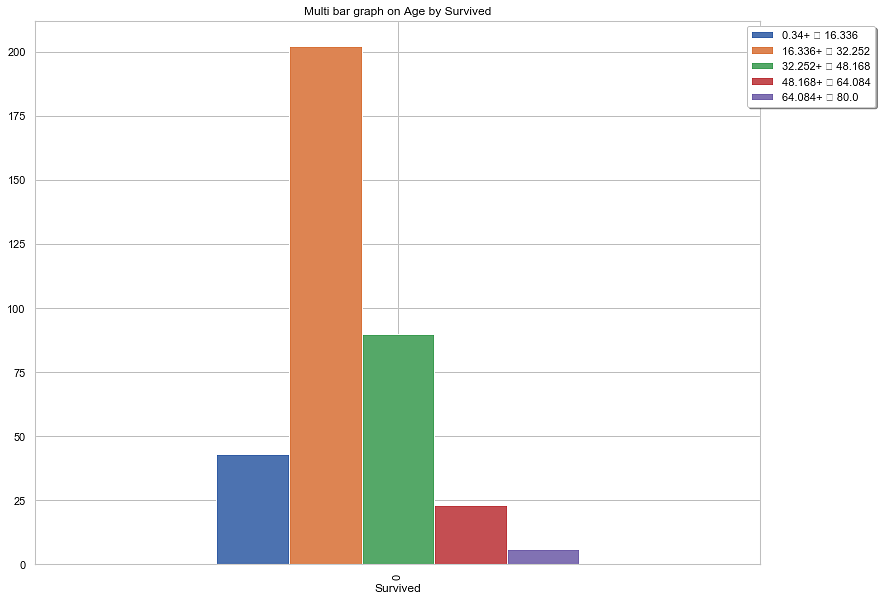 Multi bar graph on Age by Survived
0.34+ □ 16.336
16.336+ □ 32.252
32.252+ □ 48.168
48.168+ □ 64.084
64.084+ □ 80.0
200
175
150
125
100
75
50
25
0
0
Survived